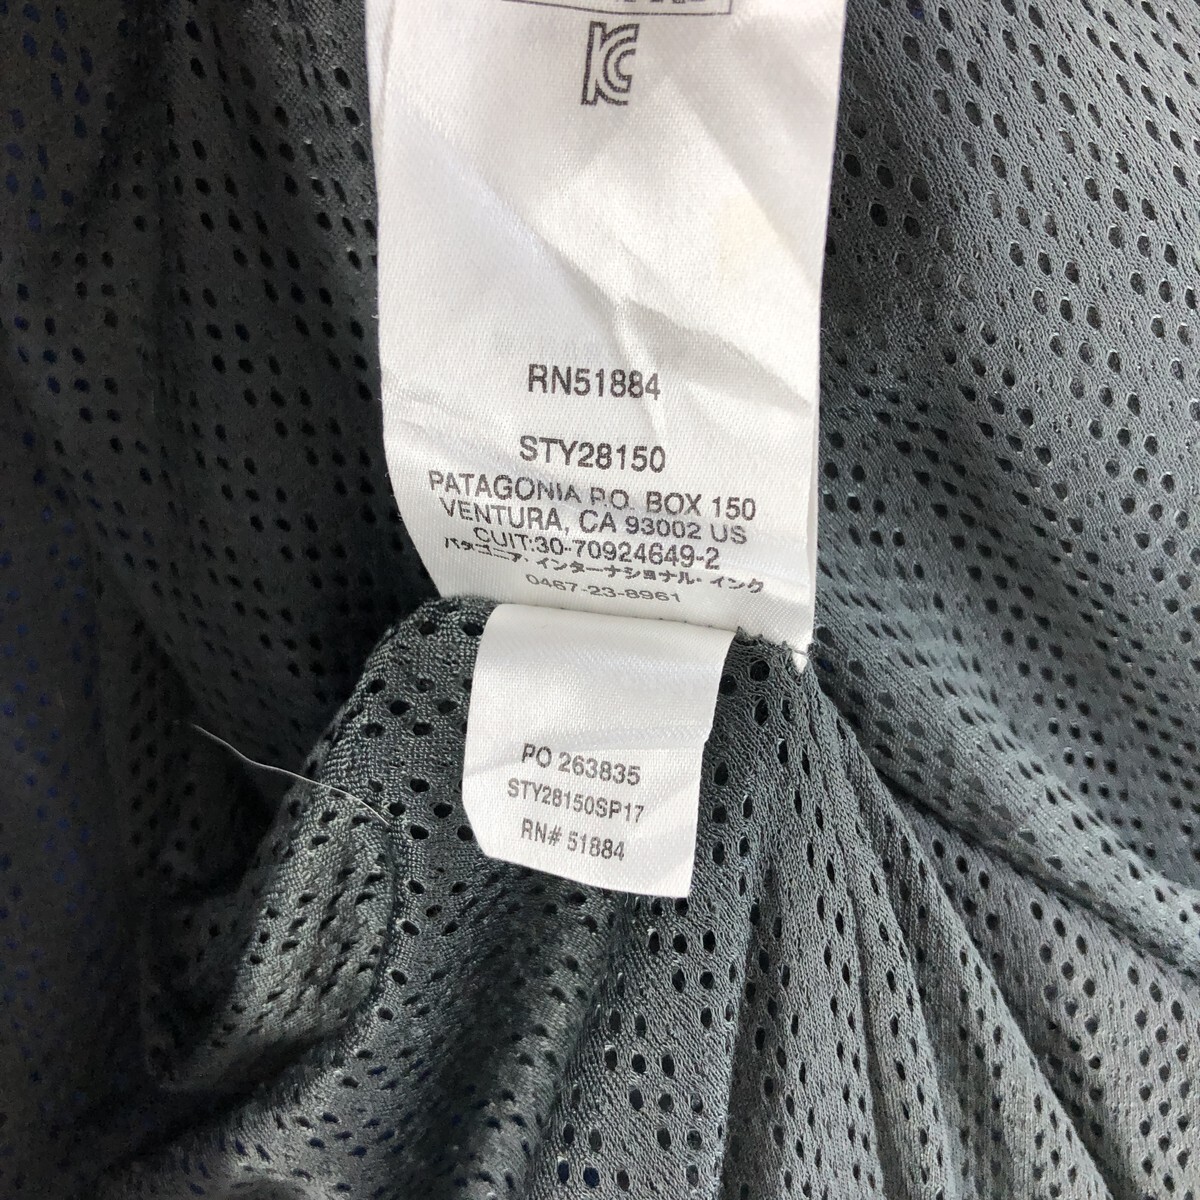 RN51884
STY28150
PATAGONIA P.O. BOX 150
VENTURA, CA 93002 US
CUIT:30-70924649-2
パタゴニア・インターナショナル・インク
0467-23-8961
PO 263835
STY28150SP17
RN# 51884